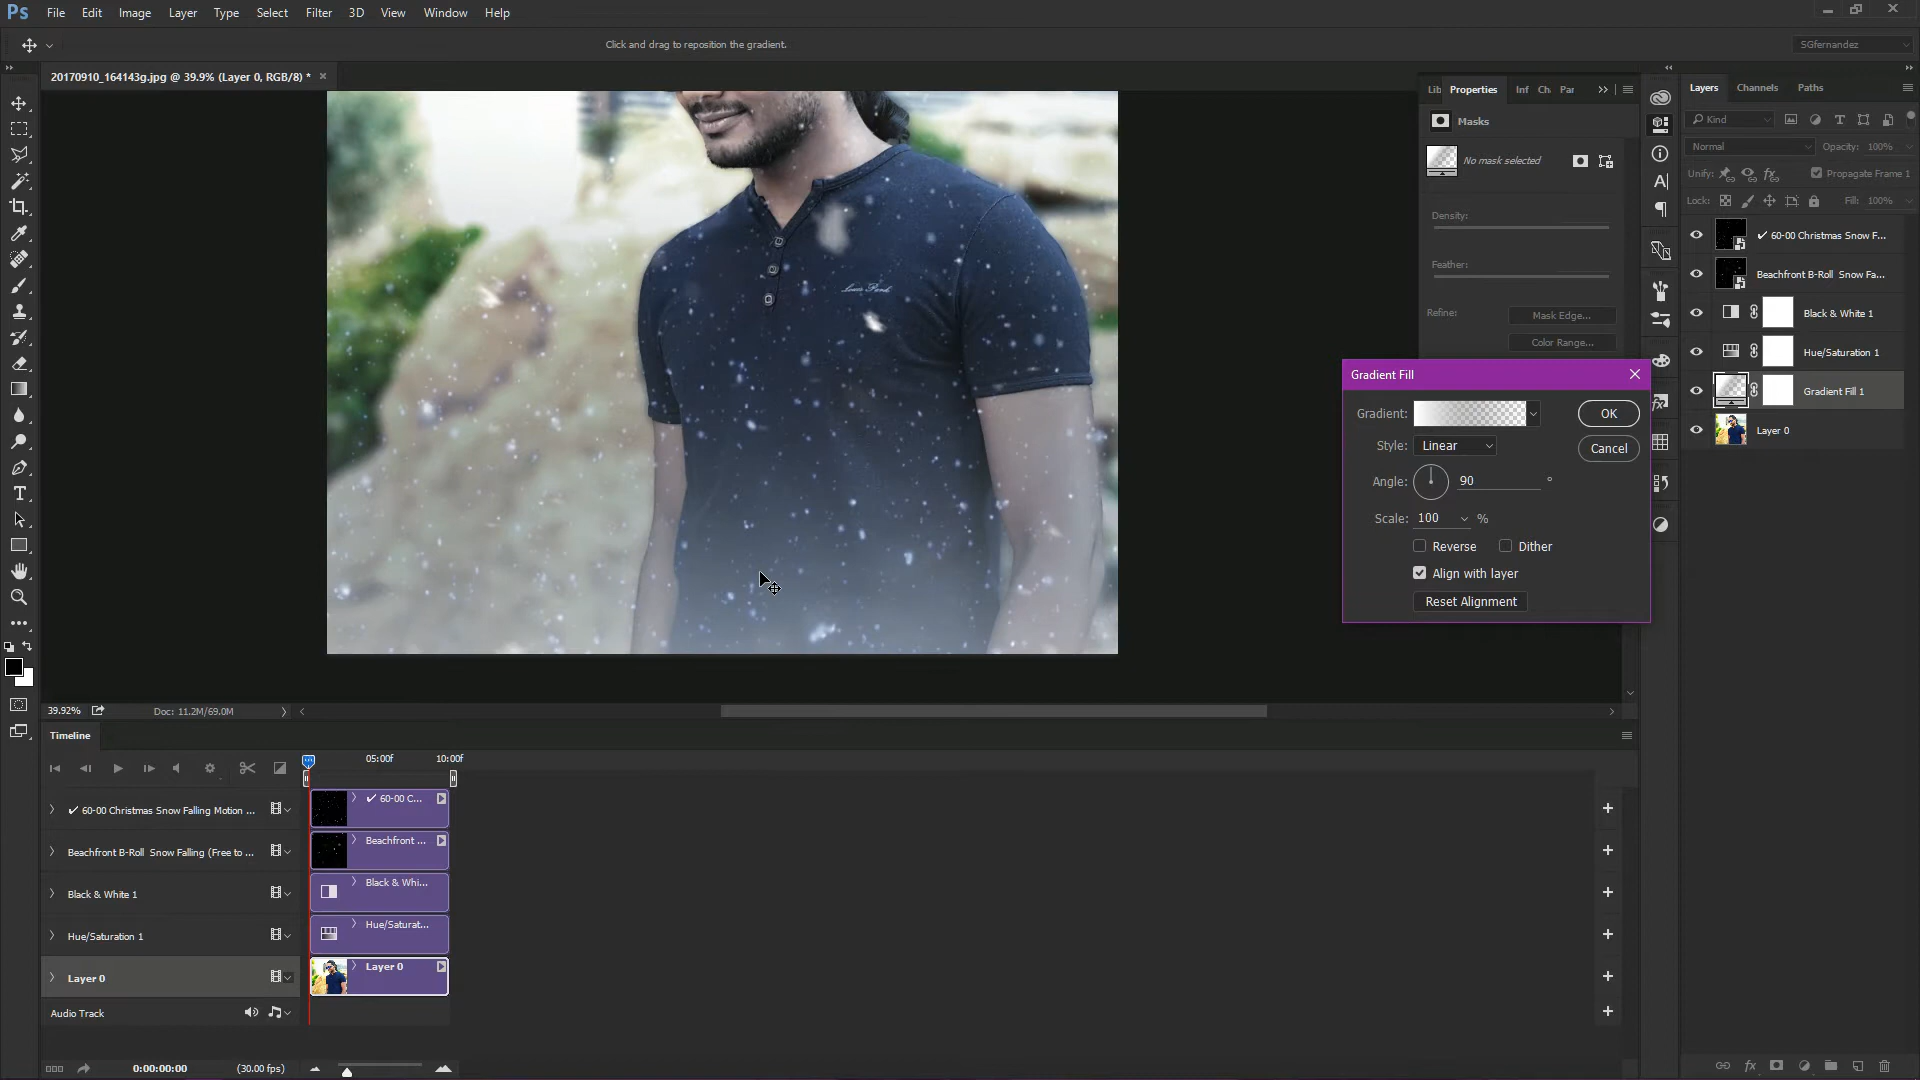 Ps File Edit Image Layer Type Select Filter 3D View Window Help
Click and drag to reposition the gradient.
SGfernandez
20170910_164143g.jpg @ 39.9% (Layer 0, RGB/8) *
Lib Properties Inf Ch Par
Masks
No mask selected
Density:
Feather:
Refine:
Mask Edge...
Color Range...
Layers Channels Paths
Kind
Normal Opacity: 100%
Unify: Propagate Frame 1
Lock: Fill: 100%
✓ 60-00 Christmas Snow F...
Beachfront B-Roll Snow Fa...
Black & White 1
Hue/Saturation 1
Gradient Fill 1
Layer 0
Gradient Fill
Gradient: OK
Style: Linear Cancel
Angle: 90 °
Scale: 100 %
Reverse Dither
Align with layer
Reset Alignment
39.92% Doc: 11.2M/69.0M
Timeline
05:00f 10:00f
✓ 60-00 Christmas Snow Falling Motion ... ✓ 60-00 C...
Beachfront B-Roll Snow Falling (Free to ... Beachfront ...
Black & White 1 Black & Whi...
Hue/Saturation 1 Hue/Saturat...
Layer 0 Layer 0
Audio Track
0:00:00:00 (30.00 fps)